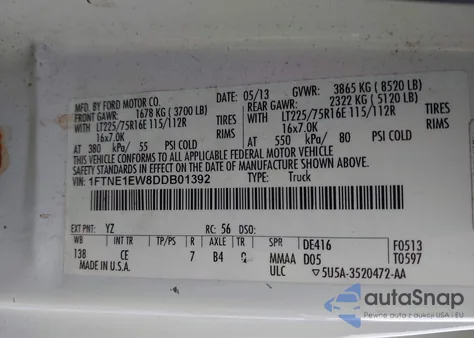 MFD. BY FORD MOTOR CO.
DATE: 05/13 GVWR: 3865 KG ( 8520 LB)
FRONT GAWR: 1678 KG ( 3700 LB) REAR GAWR: 2322 KG ( 5120 LB)
WITH LT225/75R16E 115/112R TIRES WITH LT225/75R16E 115/112R TIRES
16x7.0K RIMS 16x7.0K RIMS
AT 380 kPa/ 55 PSI COLD AT 550 kPa/ 80 PSI COLD
THIS VEHICLE CONFORMS TO ALL APPLICABLE FEDERAL MOTOR VEHICLE
SAFETY STANDARDS IN EFFECT ON THE DATE OF
VIN: 1FTNE1EW8DDB01392 TYPE: Truck
EXT PNT: YZ RC: 56 DSO:
WB INT TR TP/PS R AXLE TR SPR DE416 F0513
138 CE 7 B4 MMAA D05 T0597
MADE IN U.S.A. ULC 5U5A-3520472-AA
autoSnap
Pewne auta z aukcji USA i EU